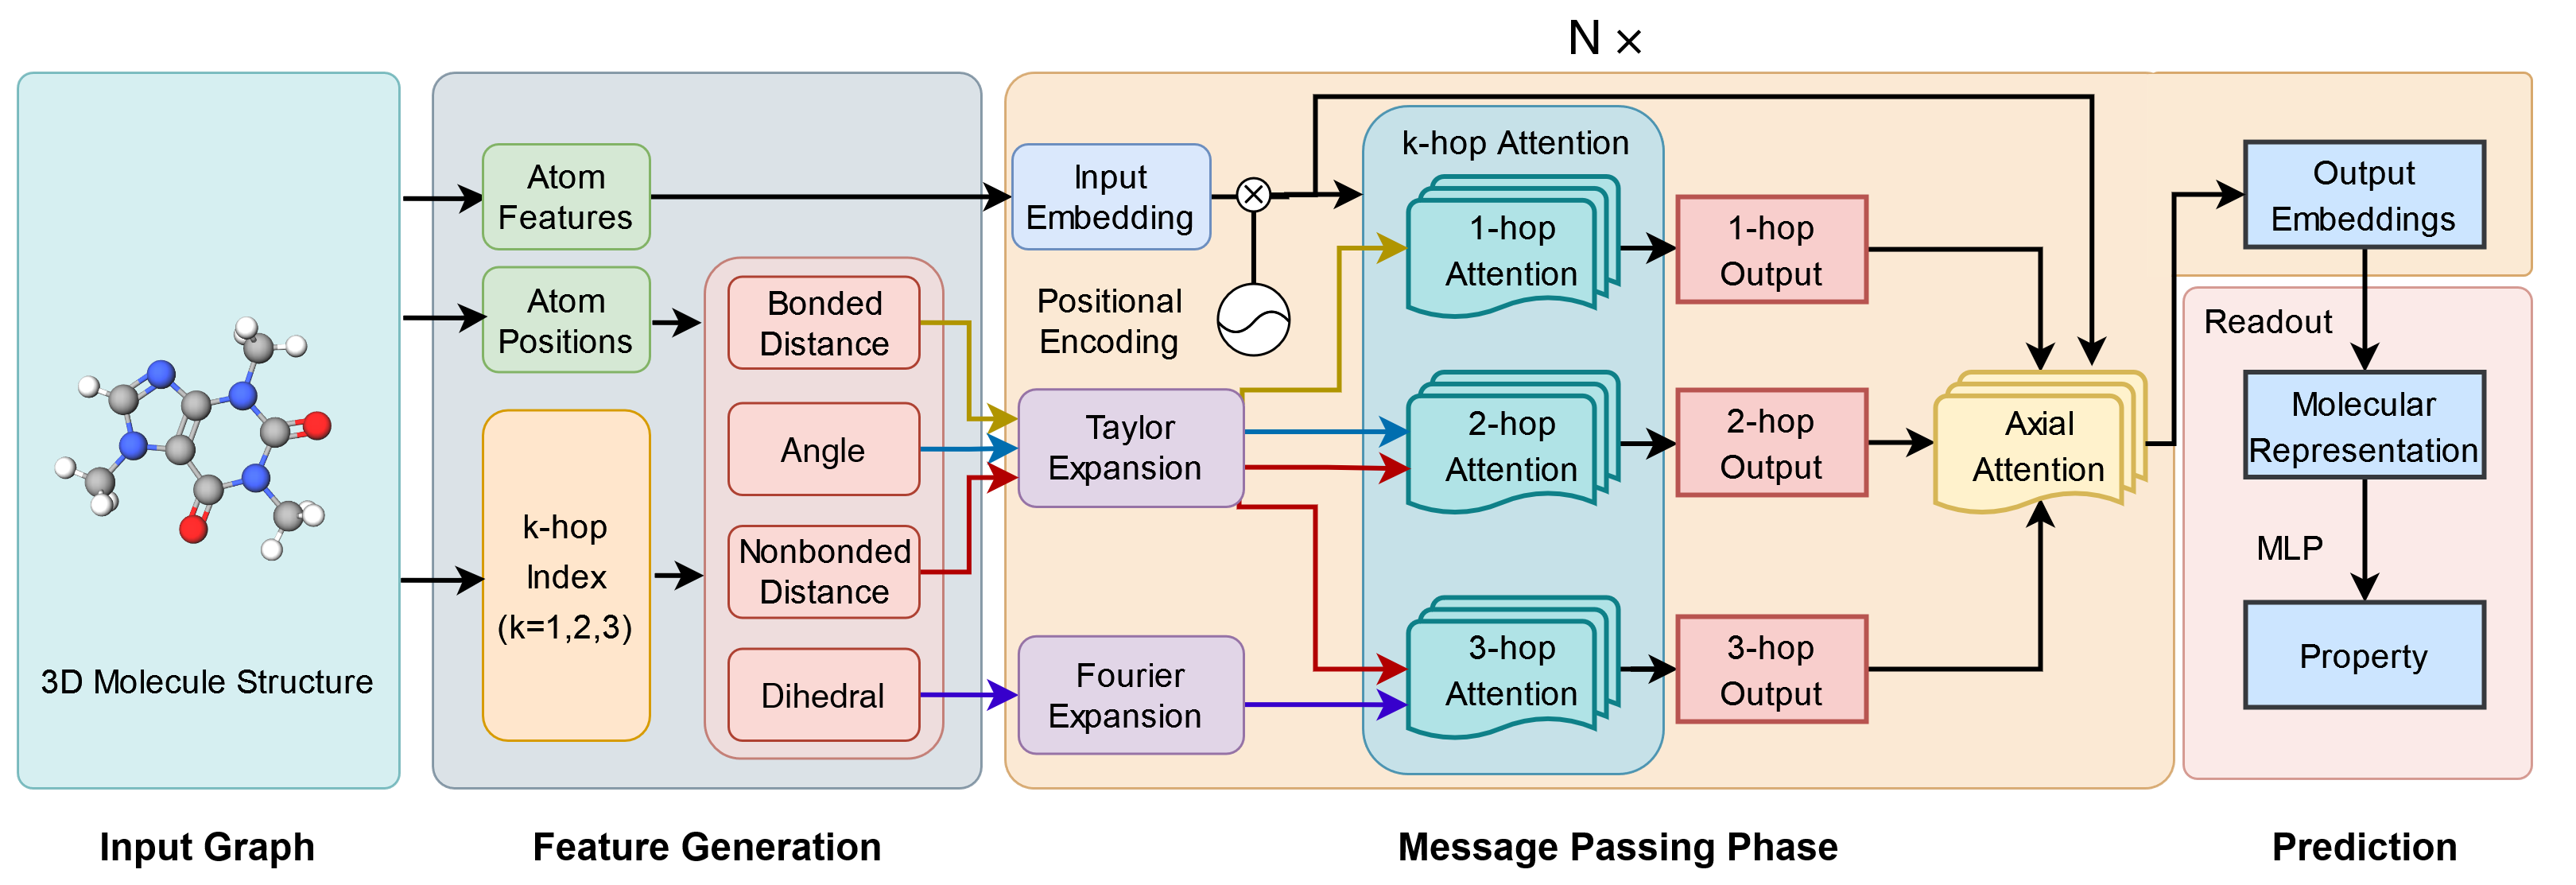 N ×
3D Molecule Structure
Atom
Features
Atom
Positions
k-hop
Index
(k=1,2,3)
Bonded
Distance
Angle
Nonbonded
Distance
Dihedral
Input
Embedding
Positional
Encoding
Taylor
Expansion
Fourier
Expansion
k-hop Attention
1-hop
Attention
2-hop
Attention
3-hop
Attention
1-hop
Output
2-hop
Output
3-hop
Output
Axial
Attention
Output
Embeddings
Readout
Molecular
Representation
MLP
Property
Input Graph
Feature Generation
Message Passing Phase
Prediction